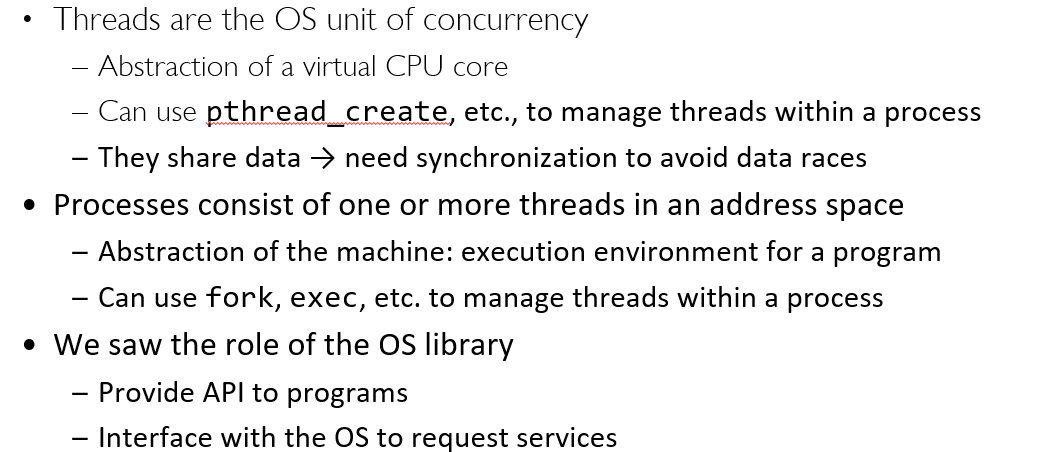 • Threads are the OS unit of concurrency
– Abstraction of a virtual CPU core
– Can use pthread_create, etc., to manage threads within a process
– They share data → need synchronization to avoid data races
• Processes consist of one or more threads in an address space
– Abstraction of the machine: execution environment for a program
– Can use fork, exec, etc. to manage threads within a process
• We saw the role of the OS library
– Provide API to programs
– Interface with the OS to request services